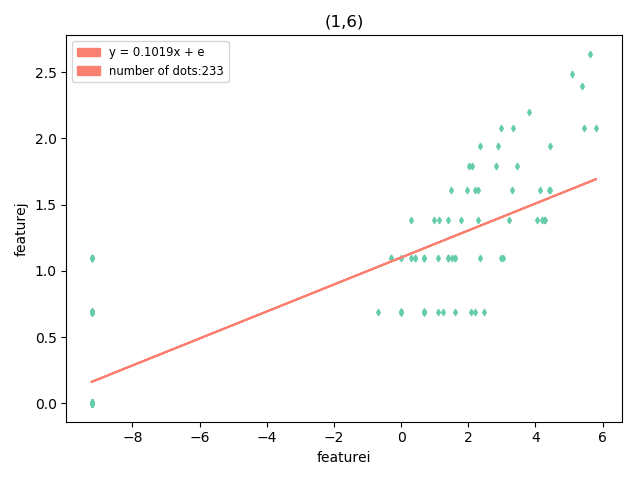 (1,6)
y = 0.1019x + e
number of dots:233
featurej
2.5
2.0
1.5
1.0
0.5
0.0
−8 −6 −4 −2 0 2 4 6
featurei